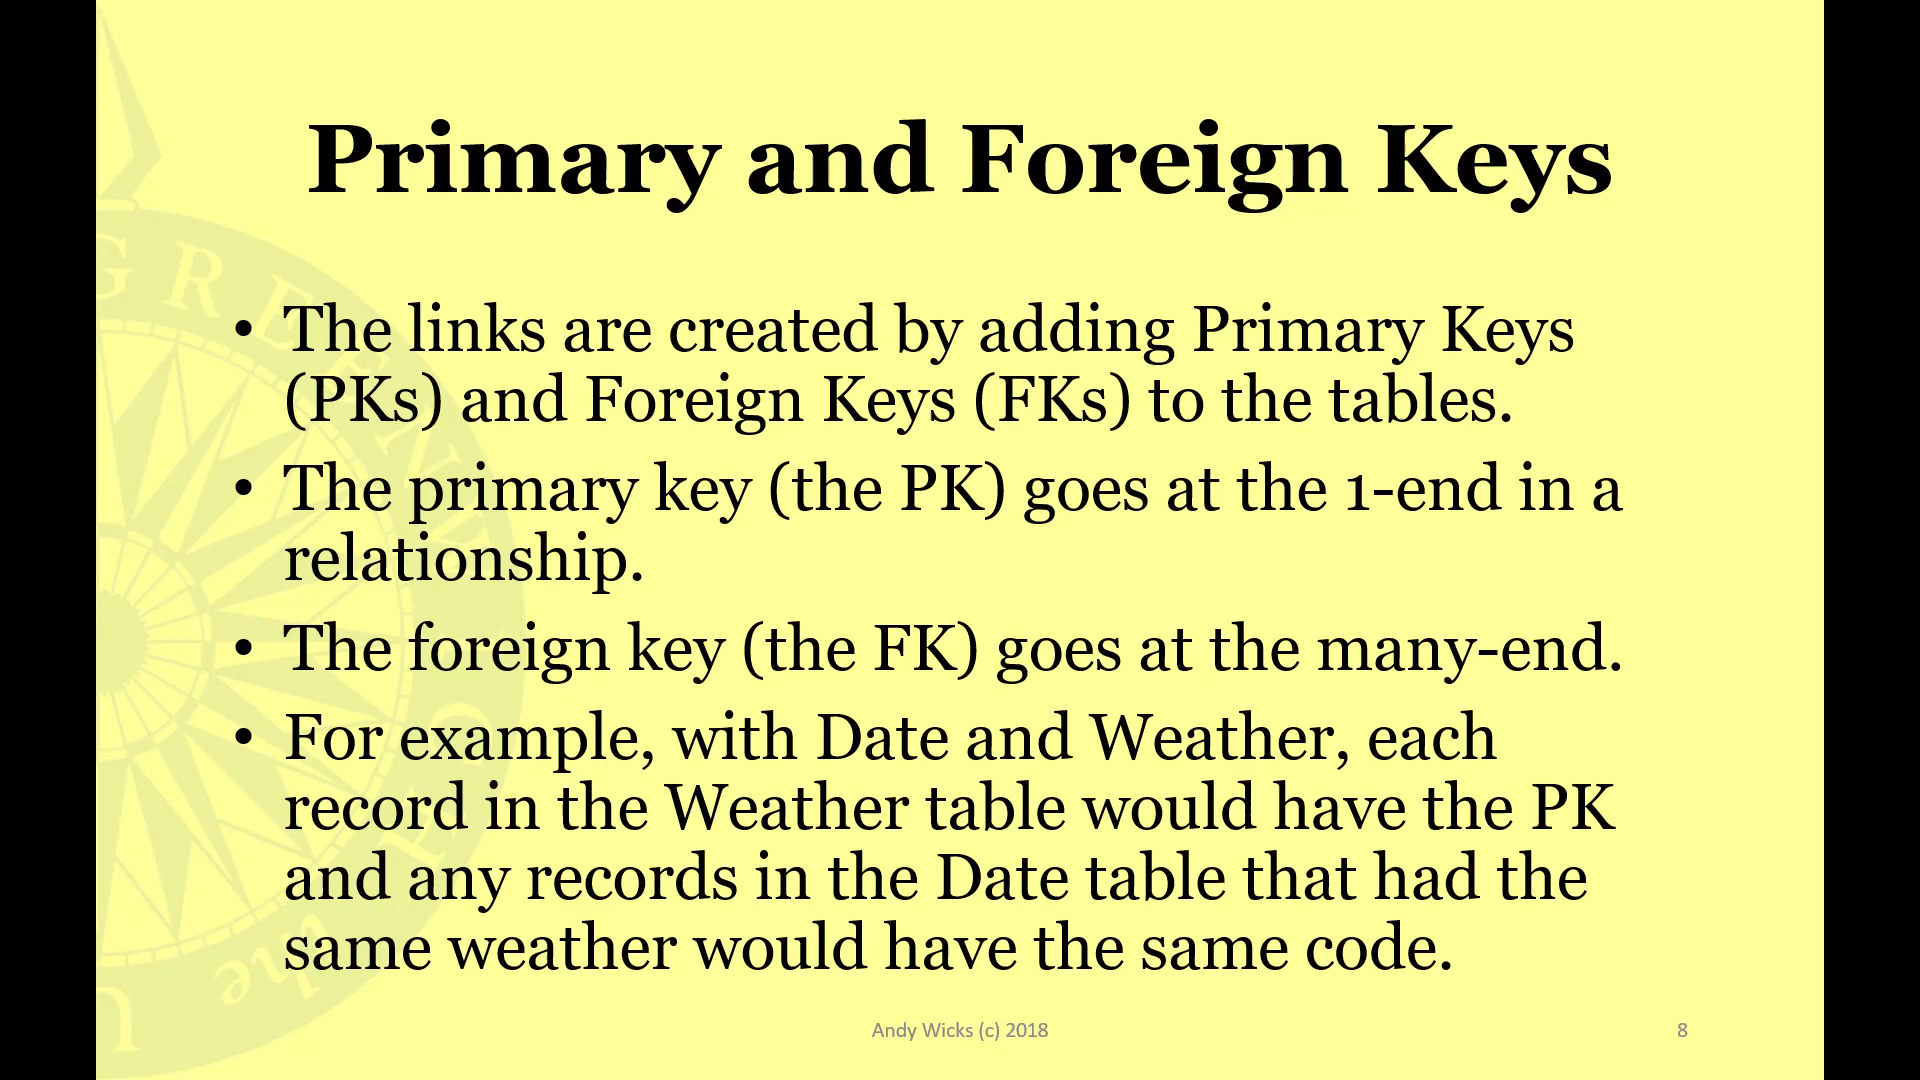 Primary and Foreign Keys
• The links are created by adding Primary Keys
(PKs) and Foreign Keys (FKs) to the tables.
• The primary key (the PK) goes at the 1-end in a
relationship.
• The foreign key (the FK) goes at the many-end.
• For example, with Date and Weather, each
record in the Weather table would have the PK
and any records in the Date table that had the
same weather would have the same code.
Andy Wicks (c) 2018
8